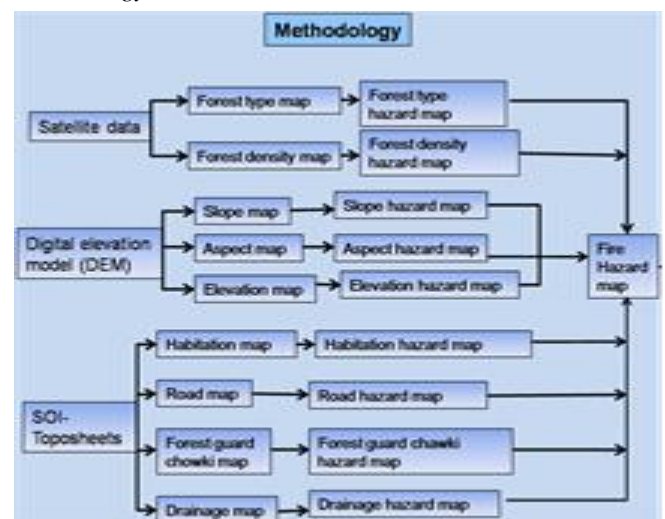 Methodology
Satellite data
Forest type map
Forest type
hazard map
Forest density map
Forest density
hazard map
Digital elevation
model (DEM)
Slope map
Slope hazard map
Aspect map
Aspect hazard map
Elevation map
Elevation hazard map
Fire
Hazard
map
SOI-
Toposheets
Habitation map
Habitation hazard map
Road map
Road hazard map
Forest guard
chowki map
Forest guard chawki
hazard map
Drainage map
Drainage hazard map